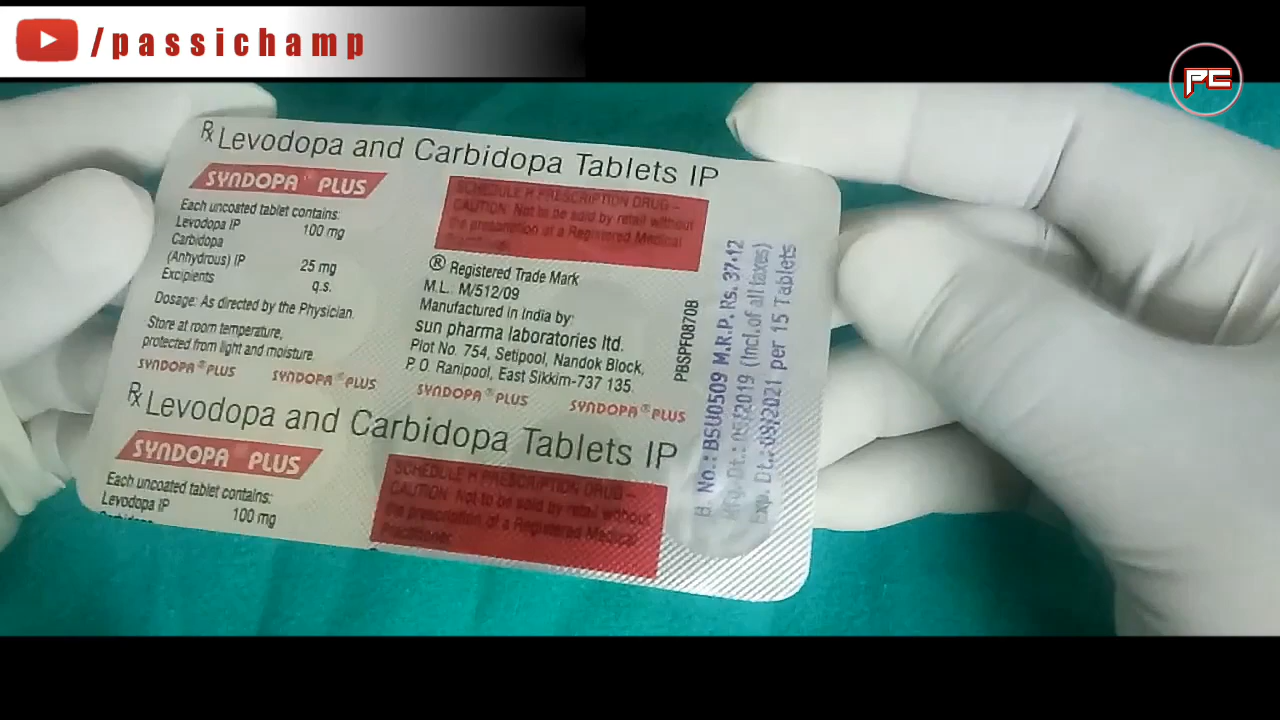 /passichamp
PC
Rx Levodopa and Carbidopa Tablets IP
SYNDOPA® PLUS
Each uncoated tablet contains:
Levodopa IP 100 mg
Carbidopa
(Anhydrous) IP 25 mg
Excipients q.s.
Dosage: As directed by the Physician.
Store at room temperature,
protected from light and moisture.
SCHEDULE H PRESCRIPTION DRUG –
CAUTION: Not to be sold by retail without
the prescription of a Registered Medical
Practitioner.
® Registered Trade Mark
M.L.: M/512/09
Manufactured in India by:
sun pharma laboratories ltd.
Plot No. 754, Setipool, Nandok Block,
P. O. Ranipool, East Sikkim-737 135.
PBSPF0870B
B. No.: BSU0509 M.R.P. Rs. 37.12
Mfg. Dt.: /2019 (Incl. of all taxes)
Exp. Dt.: /2021 per 15 Tablets
SYNDOPA® PLUS SYNDOPA® PLUS SYNDOPA® PLUS SYNDOPA® PLUS
Rx Levodopa and Carbidopa Tablets IP
SYNDOPA PLUS
Each uncoated tablet contains:
Levodopa IP 100 mg
Carbidopa
SCHEDULE H PRESCRIPTION DRUG –
CAUTION: Not to be sold by retail without
the prescription of a Registered Medical
Practitioner.